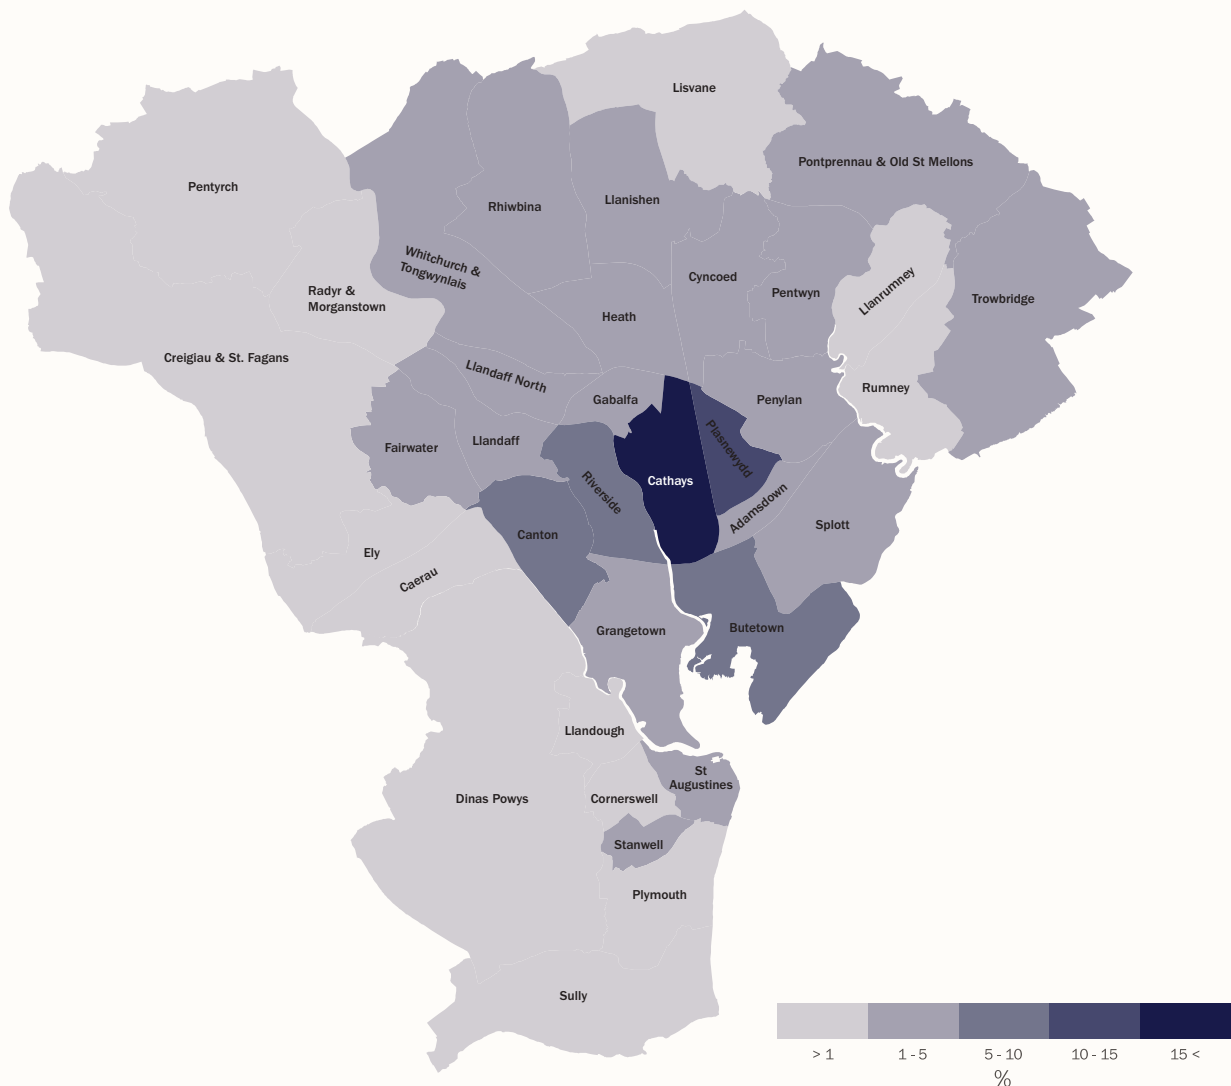 Lisvane
Pontprennau & Old St Mellons
Pentyrch
Rhiwbina
Llanishen
Whitchurch &
Tongwynlais
Cyncoed
Pentwyn
Llanrumney
Trowbridge
Radyr &
Morganstown
Heath
Creigiau & St. Fagans
Llandaff North
Gabalfa
Penylan
Rumney
Fairwater
Llandaff
Plasnewydd
Riverside
Cathays
Adamsdown
Splott
Canton
Ely
Caerau
Grangetown
Butetown
Llandough
St
Augustines
Dinas Powys
Cornerswell
Stanwell
Plymouth
Sully
> 1
1 - 5
5 - 10
10 - 15
15 <
%